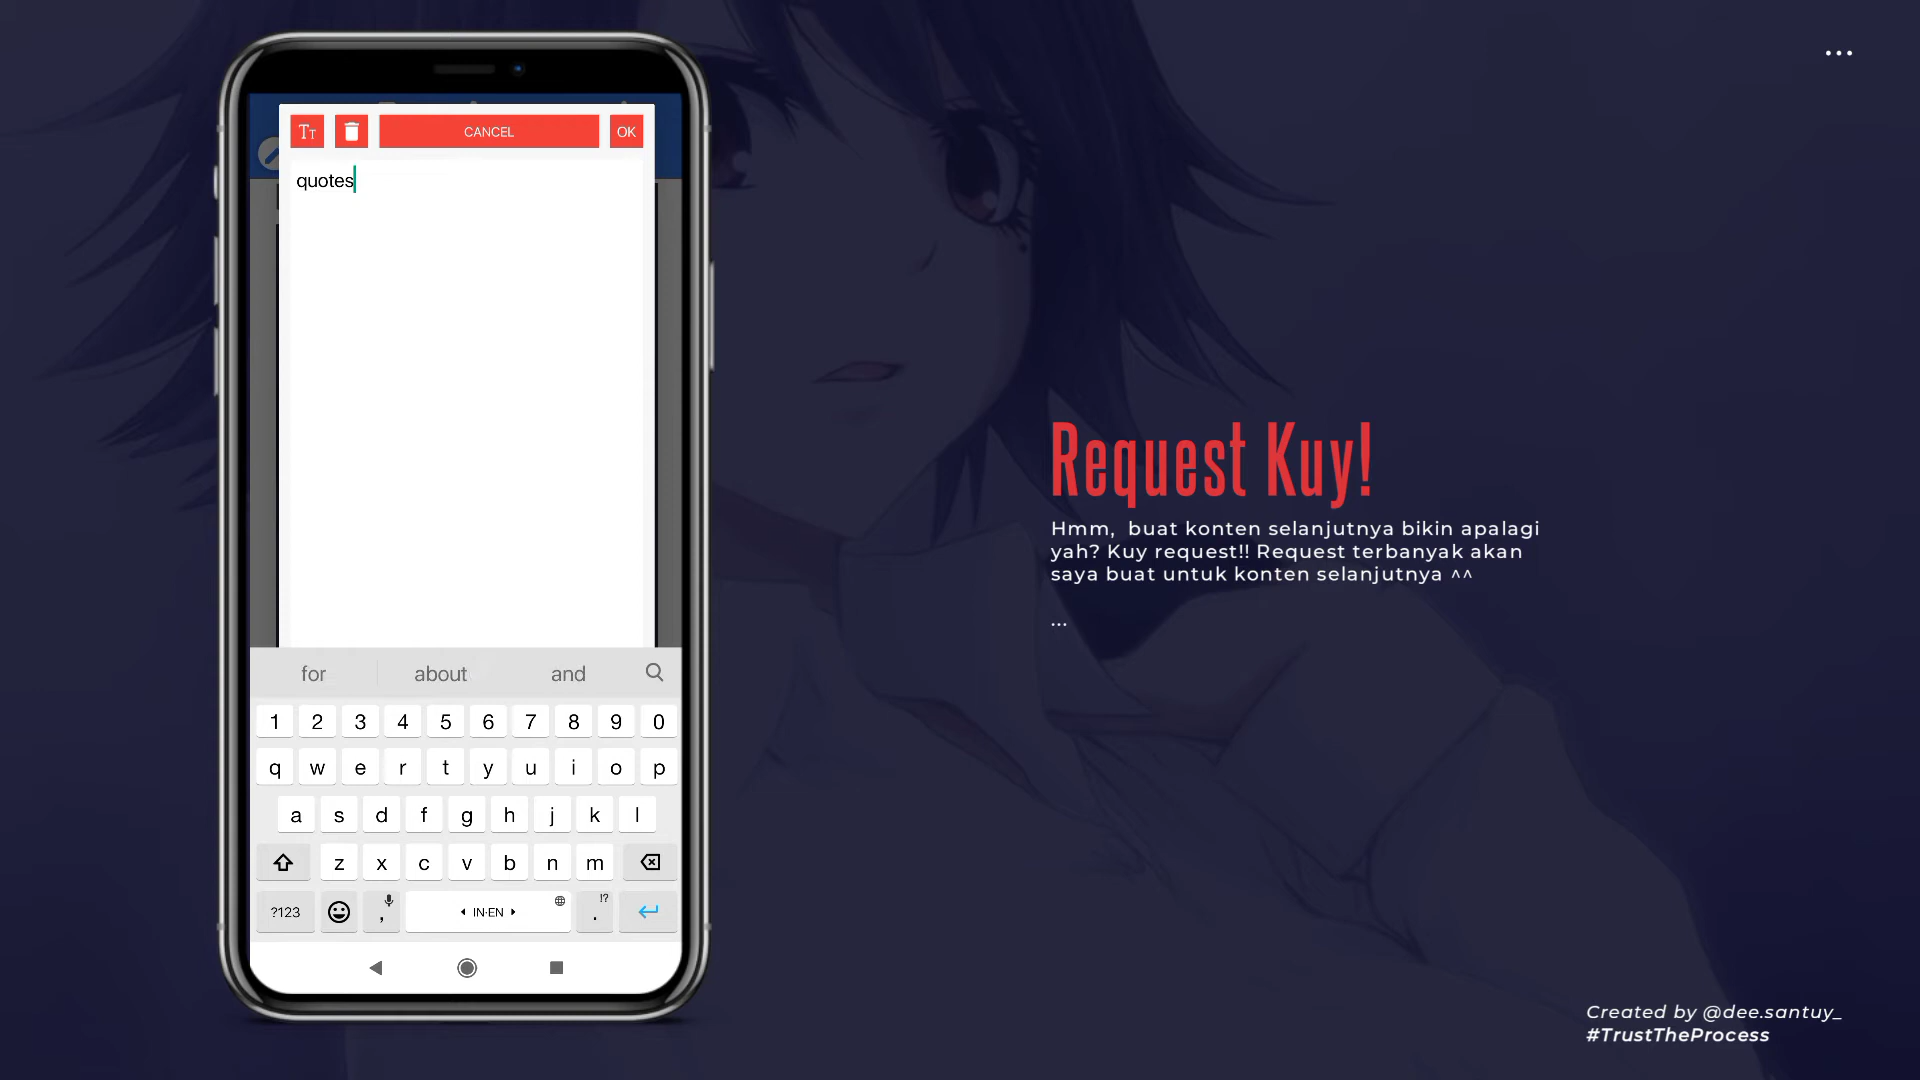 ...
Tт
CANCEL
OK
quotes
for about and
1 2 3 4 5 6 7 8 9 0
q w e r t y u i o p
a s d f g h j k l
z x c v b n m
?123 , IN·EN . !?
Request Kuy!
Hmm, buat konten selanjutnya bikin apalagi
yah? Kuy request!! Request terbanyak akan
saya buat untuk konten selanjutnya ^^
...
Created by @dee.santuy_
#TrustTheProcess